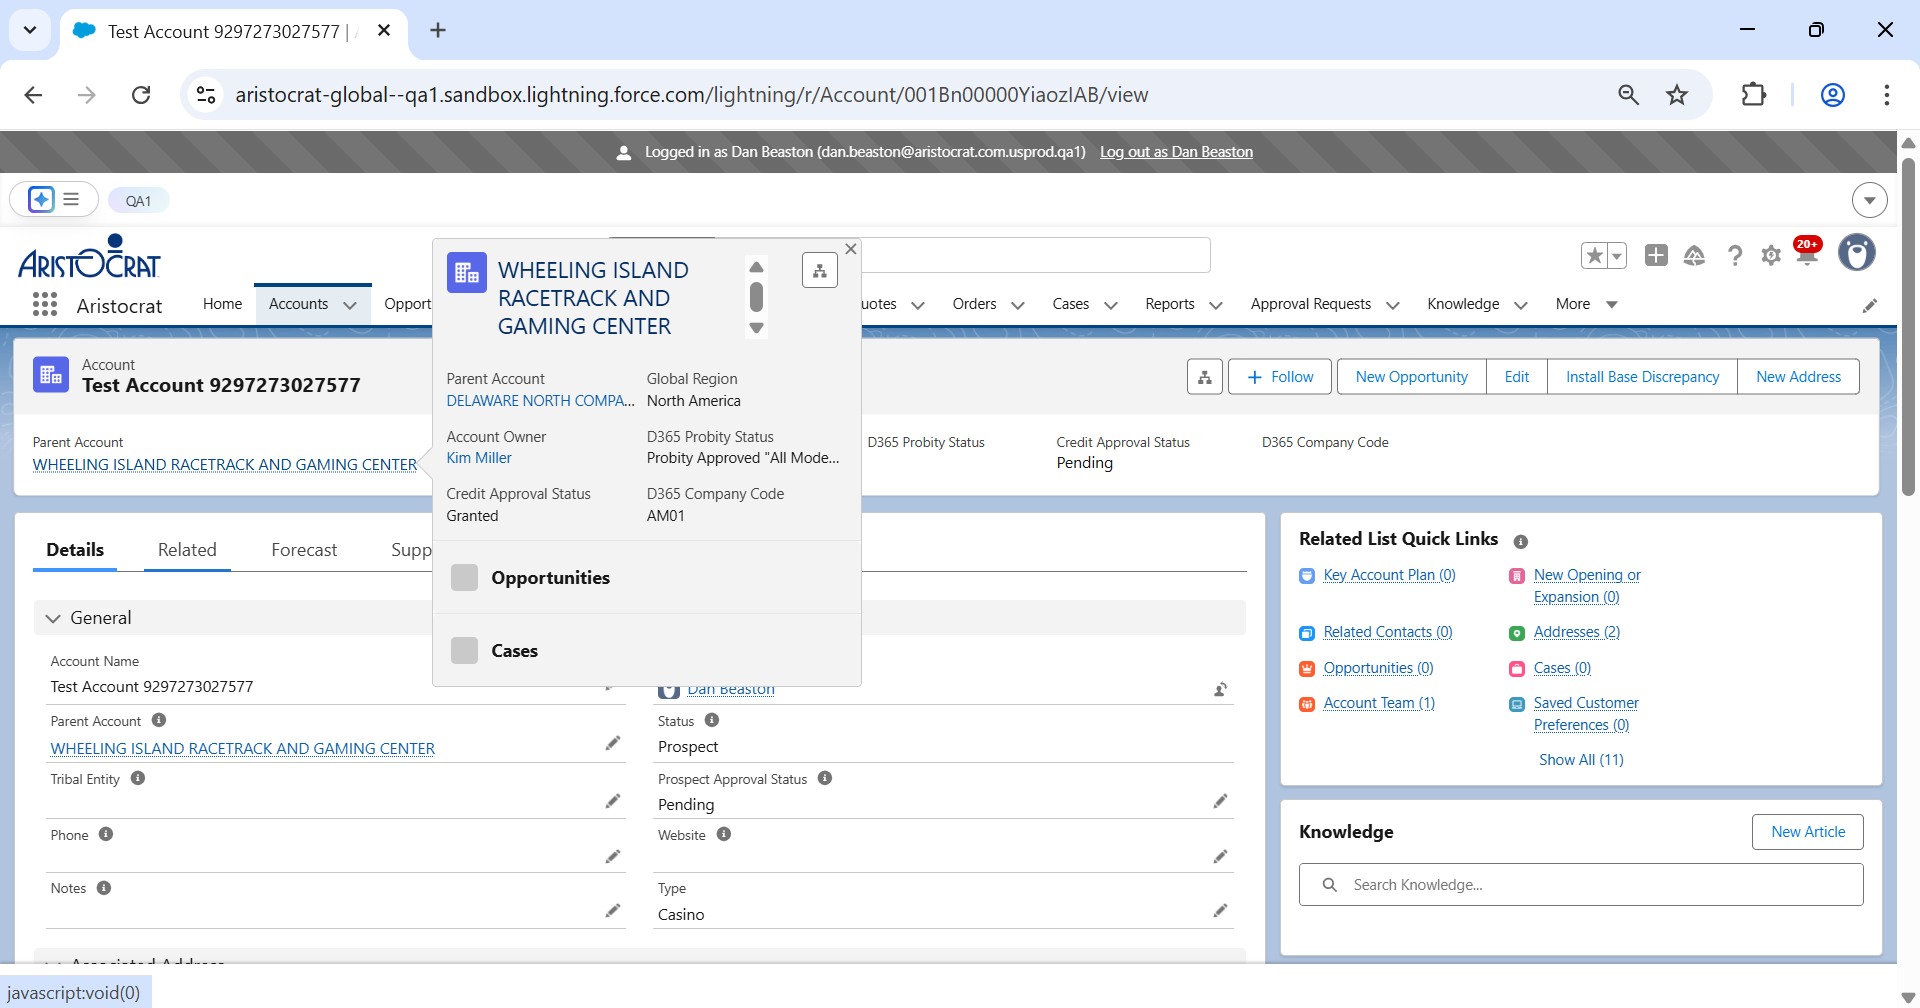 Test Account 9297273027577 |
aristocrat-global--qa1.sandbox.lightning.force.com/lightning/r/Account/001Bn00000YiaozIAB/view
Logged in as Dan Beaston (dan.beaston@aristocrat.com.usprod.qa1) Log out as Dan Beaston
QA1
ARISTOCRAT
20+
Aristocrat
Home
Accounts
Opport
uotes
Orders
Cases
Reports
Approval Requests
Knowledge
More
Account
Test Account 9297273027577
Follow
New Opportunity
Edit
Install Base Discrepancy
New Address
Parent Account
WHEELING ISLAND RACETRACK AND GAMING CENTER
D365 Probity Status
Credit Approval Status
Pending
D365 Company Code
WHEELING ISLAND
RACETRACK AND
GAMING CENTER
Parent Account
DELAWARE NORTH COMPA...
Global Region
North America
Account Owner
Kim Miller
D365 Probity Status
Probity Approved "All Mode...
Credit Approval Status
Granted
D365 Company Code
AM01
Opportunities
Cases
Details
Related
Forecast
Supp
General
Account Name
Test Account 9297273027577
Dan Beaston
Parent Account
WHEELING ISLAND RACETRACK AND GAMING CENTER
Status
Prospect
Tribal Entity
Prospect Approval Status
Pending
Phone
Website
Notes
Type
Casino
Associated Address
Related List Quick Links
Key Account Plan (0)
New Opening or
Expansion (0)
Related Contacts (0)
Addresses (2)
Opportunities (0)
Cases (0)
Account Team (1)
Saved Customer
Preferences (0)
Show All (11)
Knowledge
New Article
Search Knowledge...
javascript:void(0)